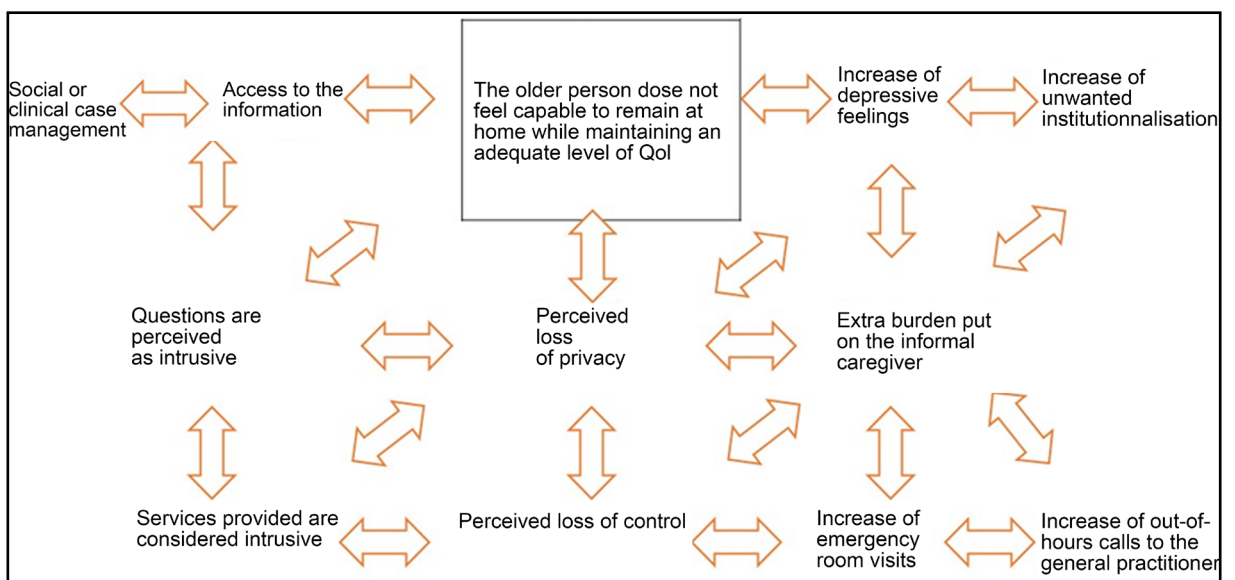 Social or
clinical case
management
Access to the
information
The older person dose not
feel capable to remain at
home while maintaining an
adequate level of Qol
Increase of
depressive
feelings
Increase of
unwanted
institutionnalisation
Questions are
perceived
as intrusive
Perceived
loss
of privacy
Extra burden put
on the informal
caregiver
Services provided are
considered intrusive
Perceived loss of control
Increase of
emergency
room visits
Increase of out-of-
hours calls to the
general practitioner